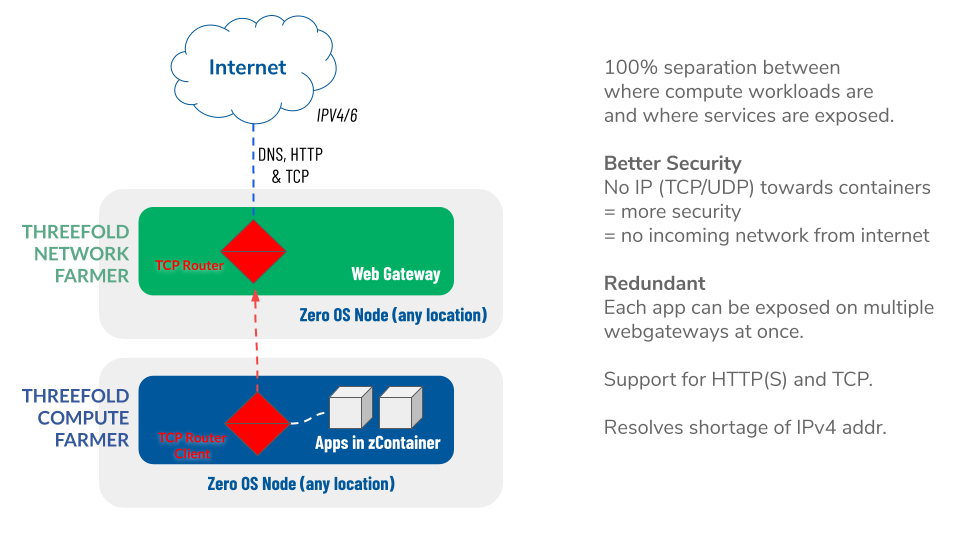 Internet
IPV4/6
DNS, HTTP
& TCP
THREEFOLD
NETWORK
FARMER
TCP Router
Web Gateway
Zero OS Node (any location)
THREEFOLD
COMPUTE
FARMER
TCP Router
Client
Apps in zContainer
Zero OS Node (any location)
100% separation between
where compute workloads are
and where services are exposed.
Better Security
No IP (TCP/UDP) towards containers
= more security
= no incoming network from internet
Redundant
Each app can be exposed on multiple
webgateways at once.
Support for HTTP(S) and TCP.
Resolves shortage of IPv4 addr.